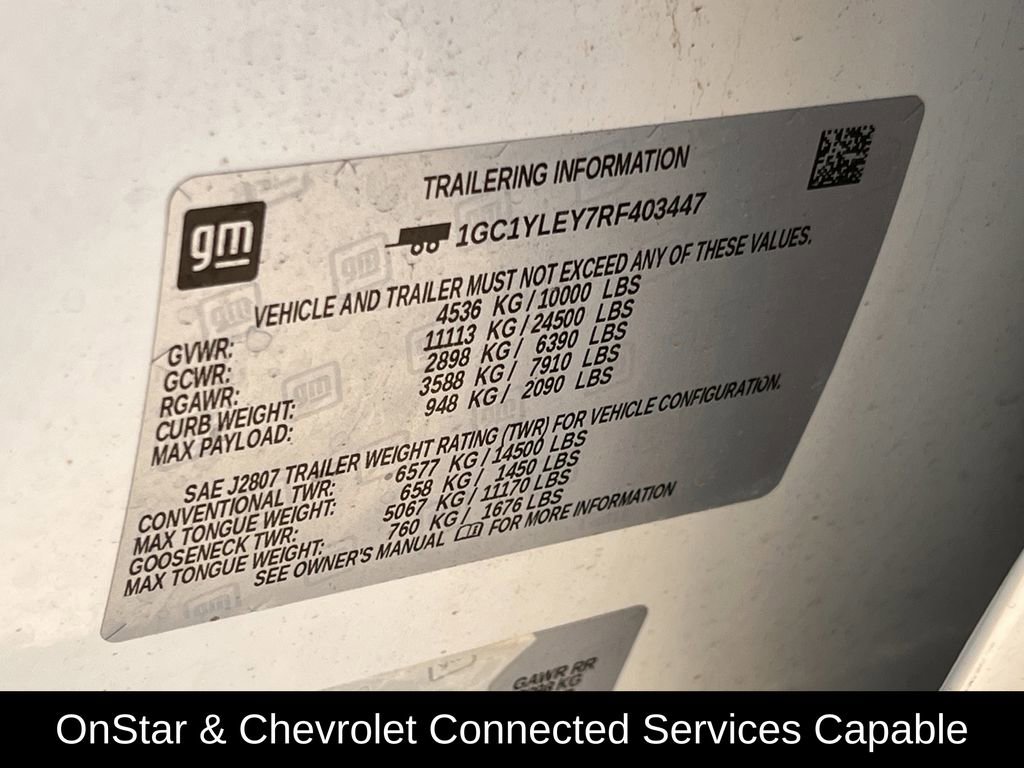 TRAILERING INFORMATION
gm
1GC1YLEY7RF403447
VEHICLE AND TRAILER MUST NOT EXCEED ANY OF THESE VALUES.
GVWR: 4536 KG / 10000 LBS
GCWR: 11113 KG / 24500 LBS
RGAWR: 2898 KG / 6390 LBS
CURB WEIGHT: 3588 KG / 7910 LBS
MAX PAYLOAD: 948 KG / 2090 LBS
SAE J2807 TRAILER WEIGHT RATING (TWR) FOR VEHICLE CONFIGURATION.
CONVENTIONAL TWR: 6577 KG / 14500 LBS
MAX TONGUE WEIGHT: 658 KG / 1450 LBS
GOOSENECK TWR: 5067 KG / 11170 LBS
MAX TONGUE WEIGHT: 760 KG / 1676 LBS
SEE OWNER'S MANUAL FOR MORE INFORMATION
GAWR RR
KG
OnStar & Chevrolet Connected Services Capable